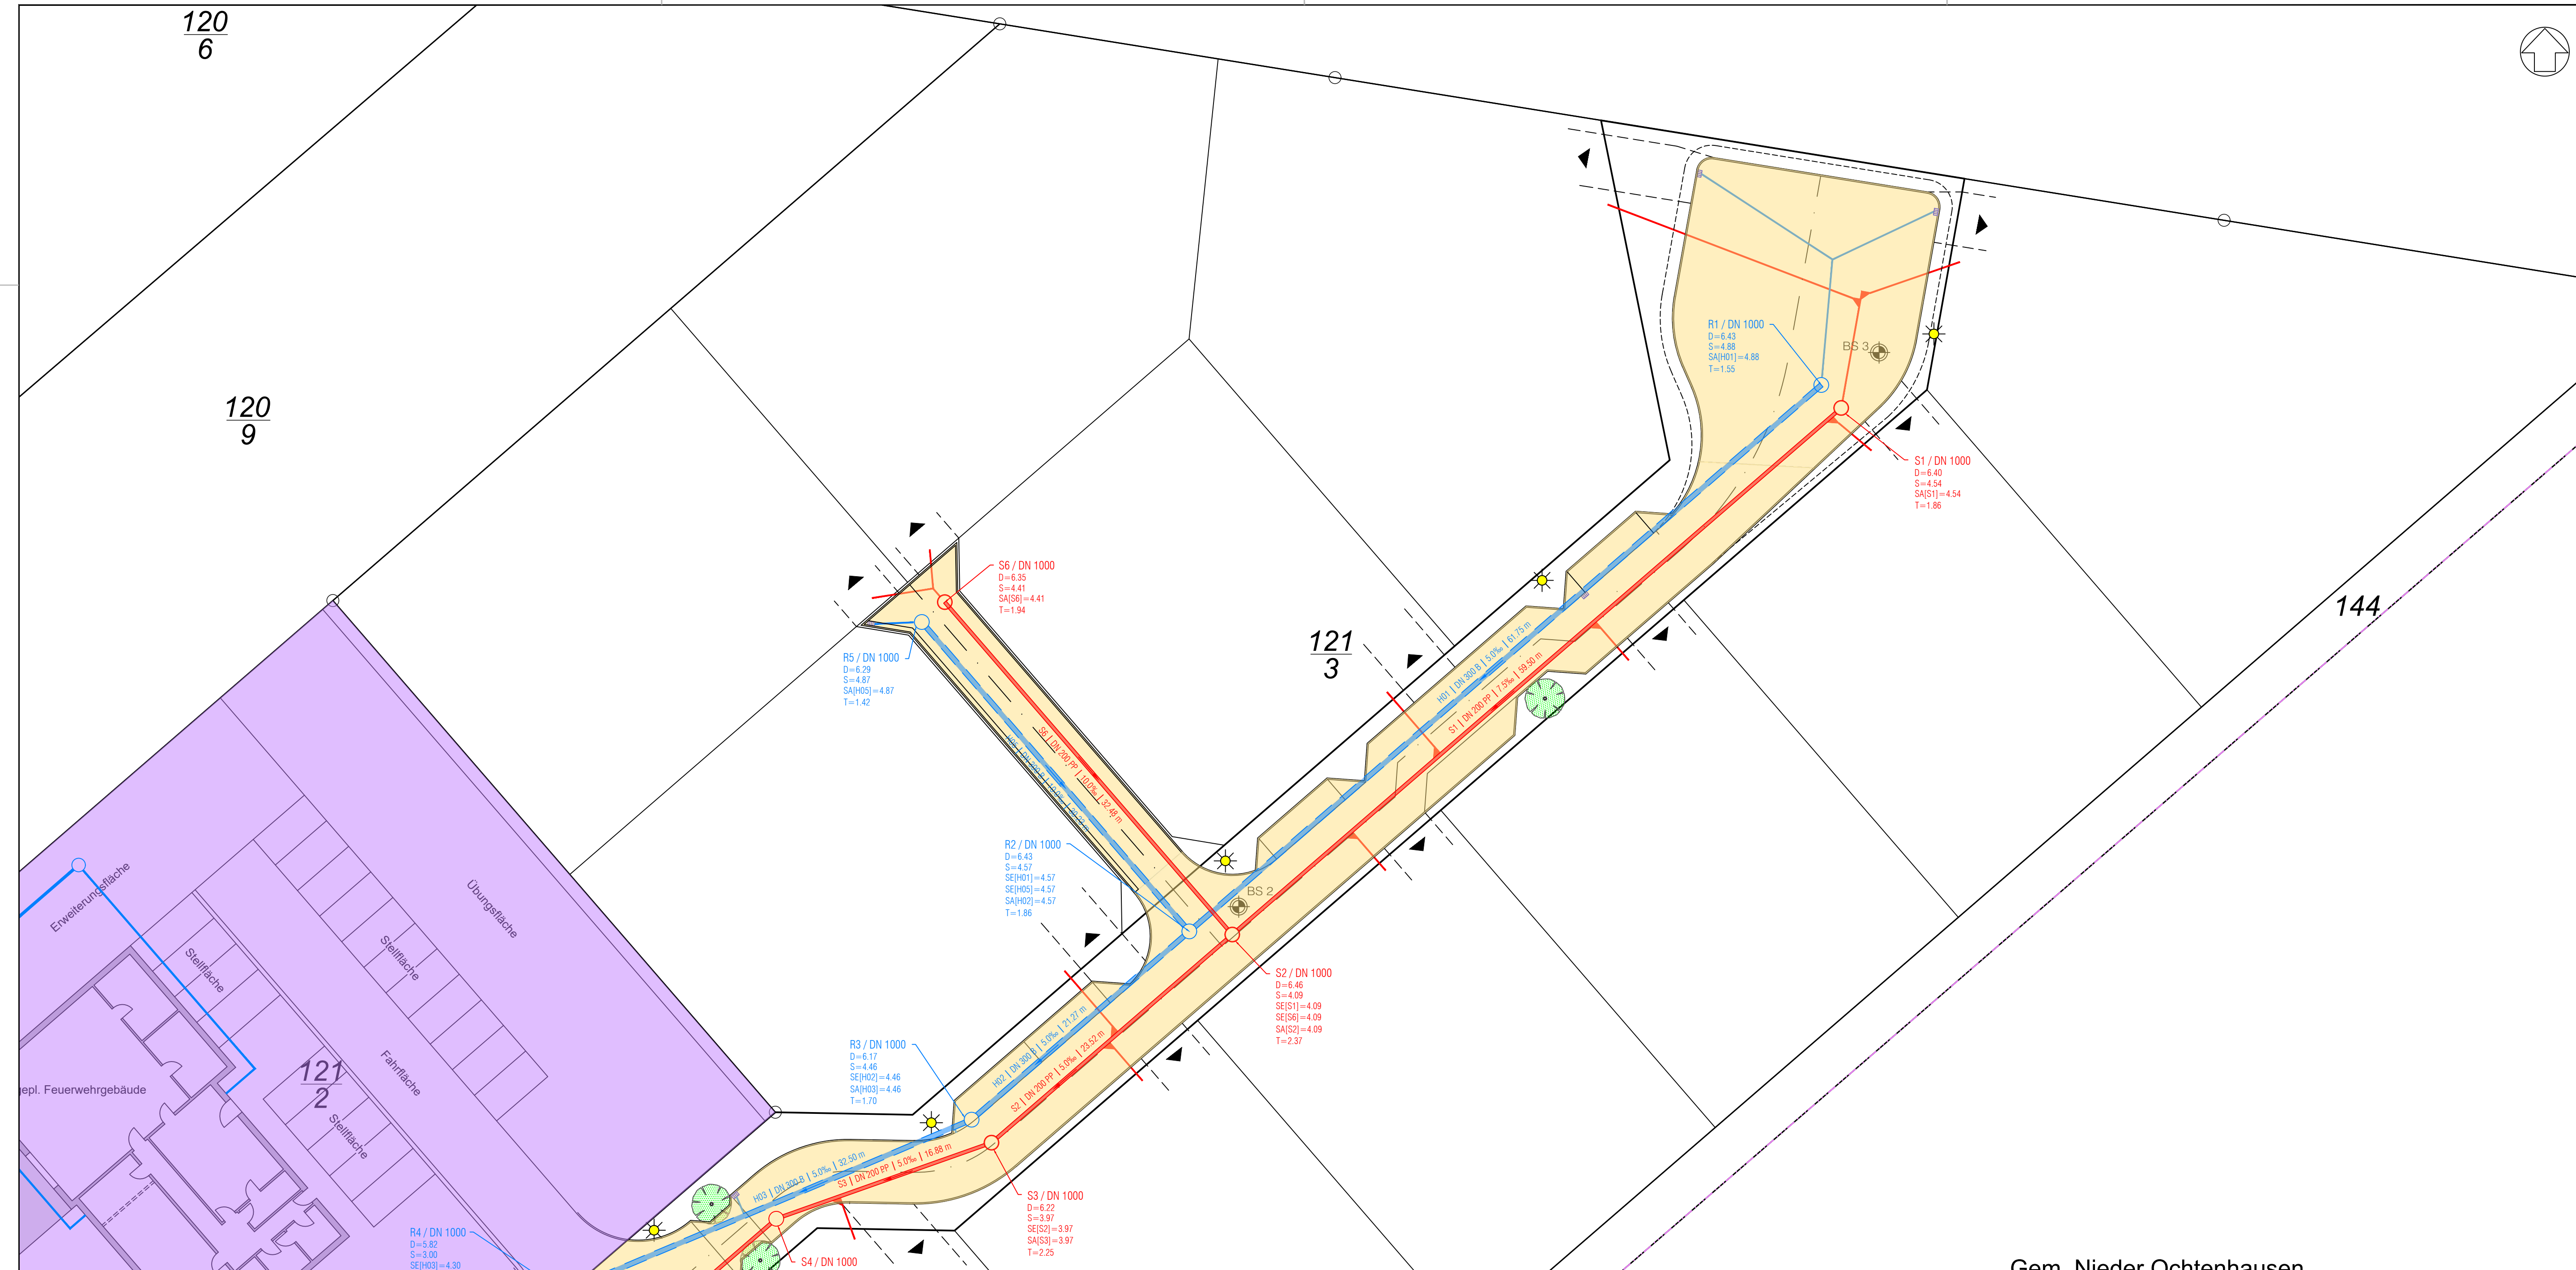 120
6
120
9
R1 / DN 1000
D=6.43
S=4.88
SA[H01]=4.88
T=1.55
BS 3
S1 / DN 1000
D=6.40
S=4.54
SA[S1]=4.54
T=1.86
S6 / DN 1000
D=6.35
S=4.41
SA[S6]=4.41
T=1.94
R5 / DN 1000
D=6.29
S=4.87
SA[H05]=4.87
T=1.42
121
3
144
H01 | DN 300 B | 5.0‰ | 61.75 m
S1 | DN 200 PP | 7.5‰ | 59.50 m
S6 | DN 200 PP | 10.0‰ | 32.48 m
R2 / DN 1000
D=6.43
S=4.57
SE[H01]=4.57
SE[H05]=4.57
SA[H02]=4.57
T=1.86
BS 2
S2 / DN 1000
D=6.46
S=4.09
SE[S1]=4.09
SE[S6]=4.09
SA[S2]=4.09
T=2.37
Erweiterungsfläche
Übungsfläche
Stellfläche
Stellfläche
Fahrfläche
Stellfläche
gepl. Feuerwehrgebäude
121
2
R3 / DN 1000
D=6.17
S=4.46
SE[H02]=4.46
SA[H03]=4.46
T=1.70
H02 | DN 300 B | 5.0‰ | 21.27 m
S2 | DN 200 PP | 5.0‰ | 23.52 m
H03 | DN 300 B | 5.0‰ | 32.50 m
S3 | DN 200 PP | 5.0‰ | 16.88 m
S3 / DN 1000
D=6.22
S=3.97
SE[S2]=3.97
SA[S3]=3.97
T=2.25
R4 / DN 1000
D=5.82
S=3.00
SE[H03]=4.30
S4 / DN 1000
Gem. Nieder Ochtenhausen